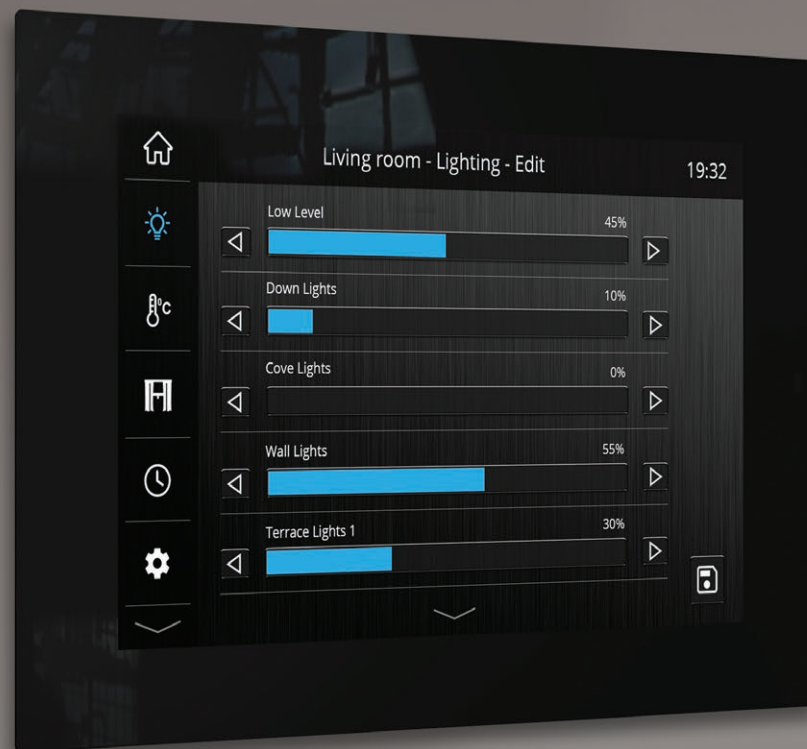 Living room - Lighting - Edit
19:32
Low Level
45%
Down Lights
10%
°C
Cove Lights
0%
Wall Lights
55%
Terrace Lights 1
30%